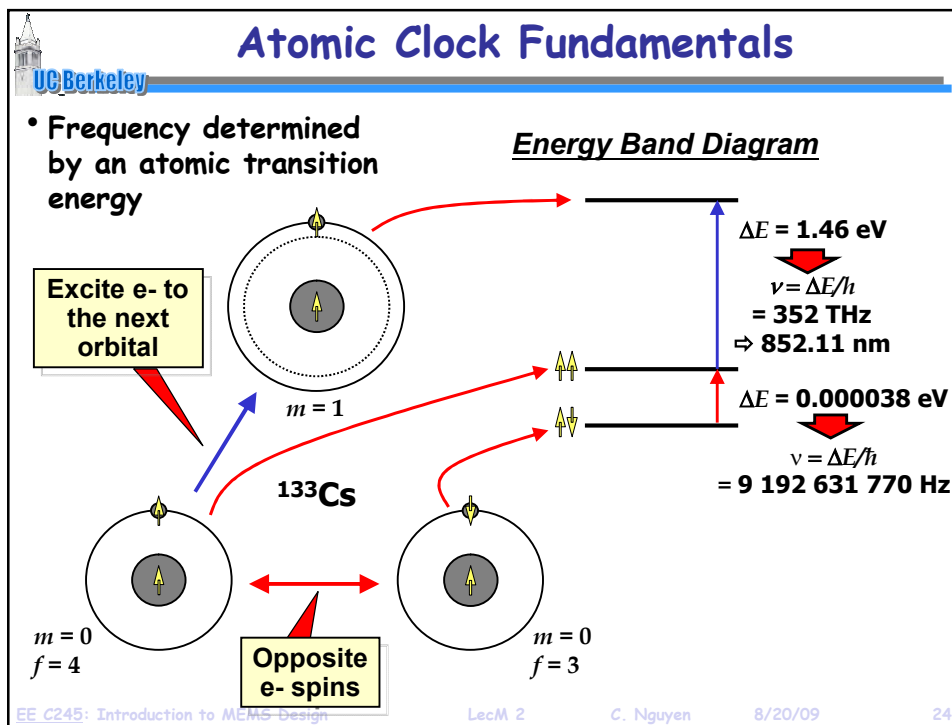 Atomic Clock Fundamentals
UC Berkeley
• Frequency determined
by an atomic transition
energy
Energy Band Diagram
ΔE = 1.46 eV
ν = ΔE/ħ
= 352 THz
⇨ 852.11 nm
Excite e- to
the next
orbital
m = 1
ΔE = 0.000038 eV
ν = ΔE/ħ
= 9 192 631 770 Hz
133Cs
m = 0
f = 4
Opposite
e- spins
m = 0
f = 3
EE C245: Introduction to MEMS Design LecM 2 C. Nguyen 8/20/09